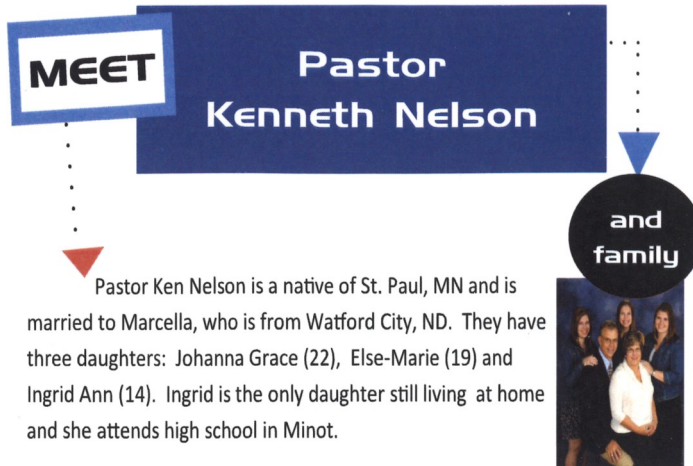 MEET
Pastor
Kenneth Nelson
and
family
Pastor Ken Nelson is a native of St. Paul, MN and is
married to Marcella, who is from Watford City, ND.  They have
three daughters:  Johanna Grace (22),  Else-Marie (19) and
Ingrid Ann (14).  Ingrid is the only daughter still living  at home
and she attends high school in Minot.